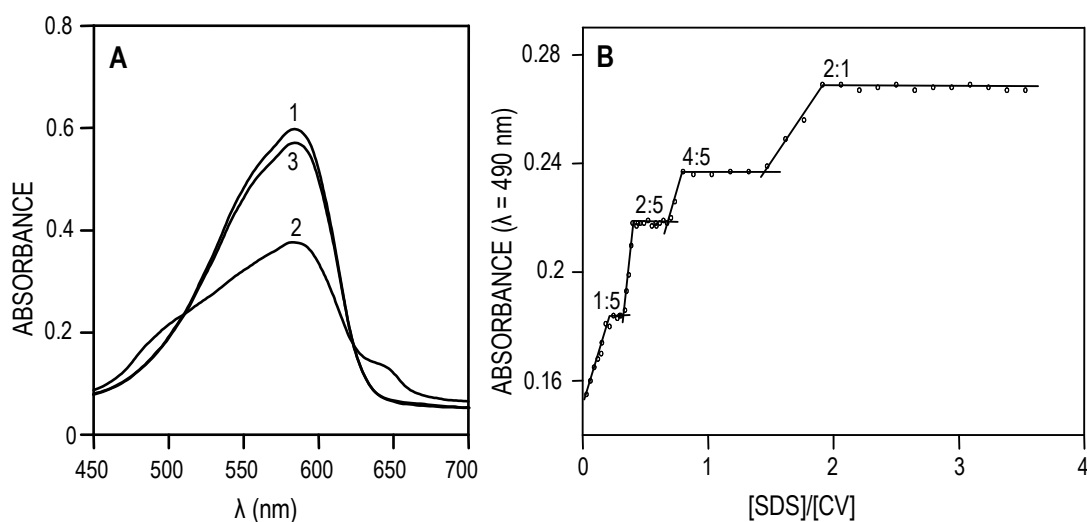 A
0.8
0.6
0.4
0.2
0
ABSORBANCE
1
3
2
450 500 550 600 650 700
λ (nm)
B
0.28
0.24
0.2
0.16
ABSORBANCE (λ = 490 nm)
2:1
4:5
2:5
1:5
0 1 2 3 4
[SDS]/[CV]